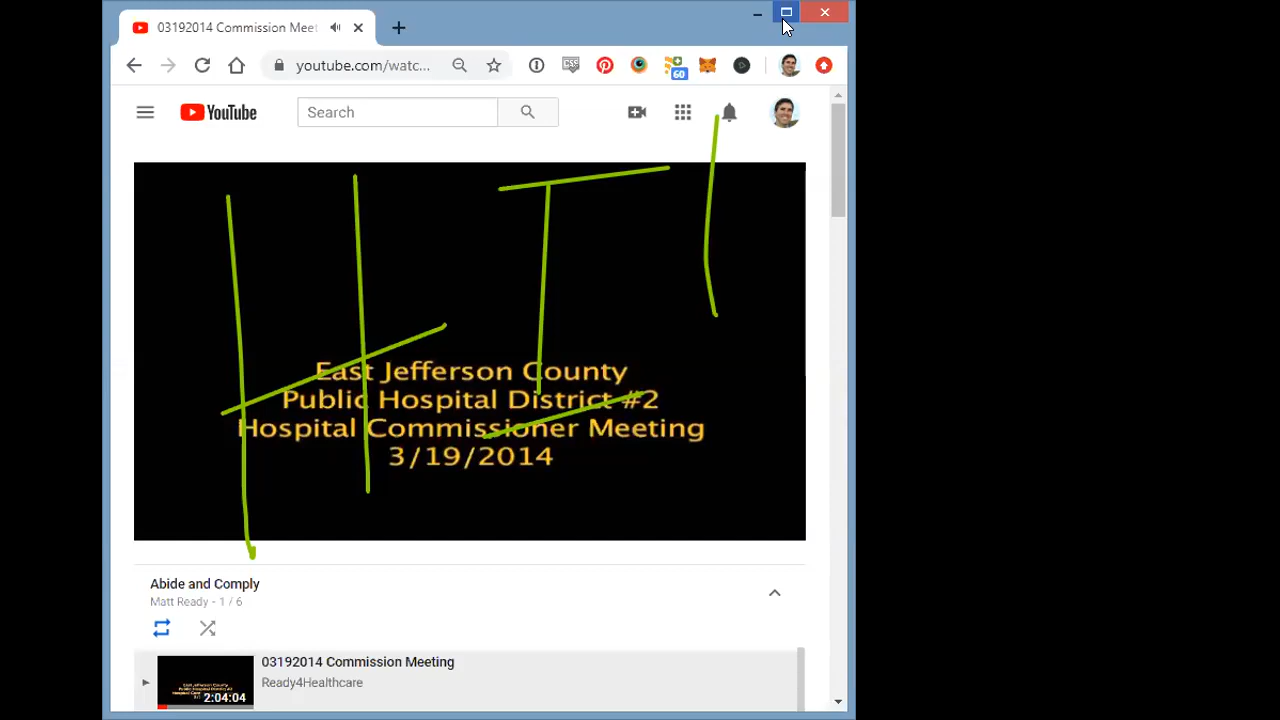 03192014 Commission Meet
youtube.com/watc...
60
YouTube
Search
East Jefferson County
Public Hospital District #2
Hospital Commissioner Meeting
3/19/2014
Abide and Comply
Matt Ready - 1 / 6
03192014 Commission Meeting
2:04:04
Ready4Healthcare